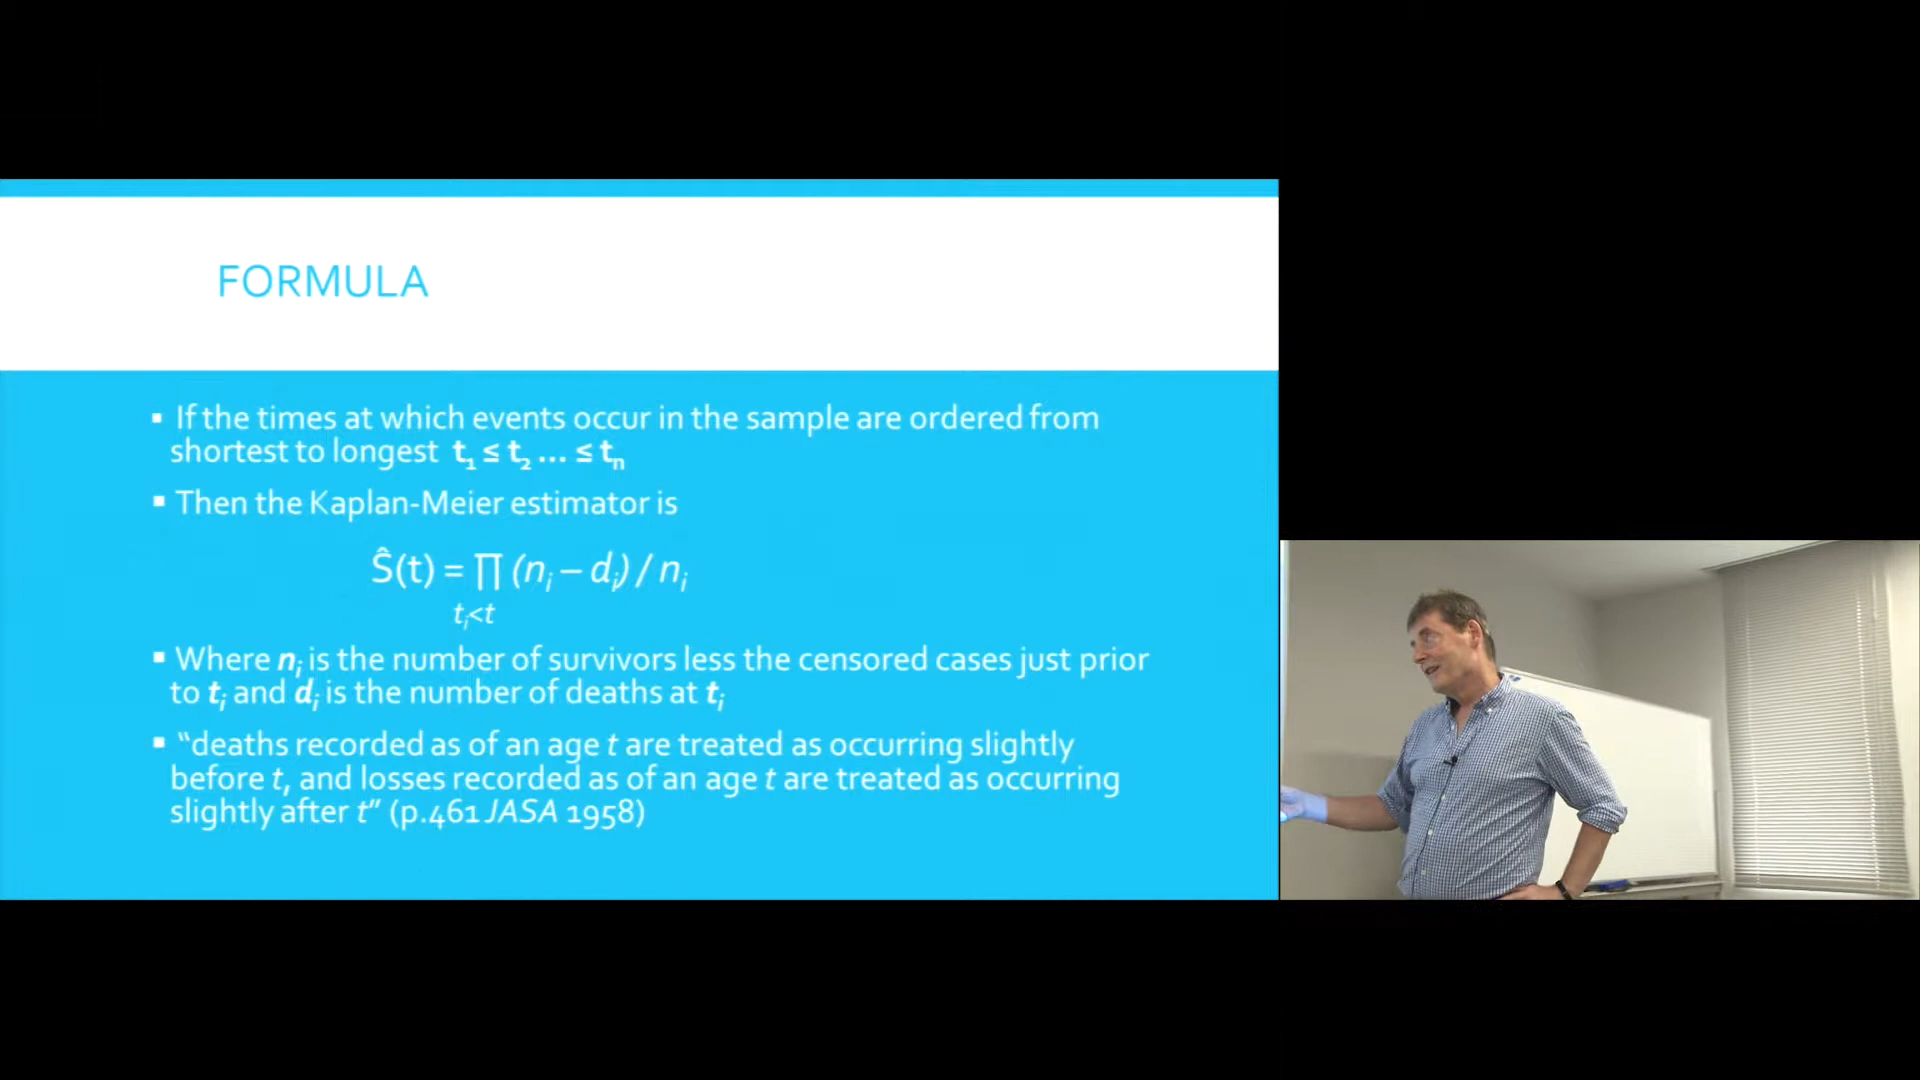 FORMULA
▪ If the times at which events occur in the sample are ordered from
shortest to longest t₁ ≤ t₂ ... ≤ tₙ
▪ Then the Kaplan-Meier estimator is
Ŝ(t) = ∏ (nᵢ – dᵢ) / nᵢ
tᵢ<t
▪ Where nᵢ is the number of survivors less the censored cases just prior
to tᵢ and dᵢ is the number of deaths at tᵢ
▪ “deaths recorded as of an age t are treated as occurring slightly
before t, and losses recorded as of an age t are treated as occurring
slightly after t” (p.461 JASA 1958)